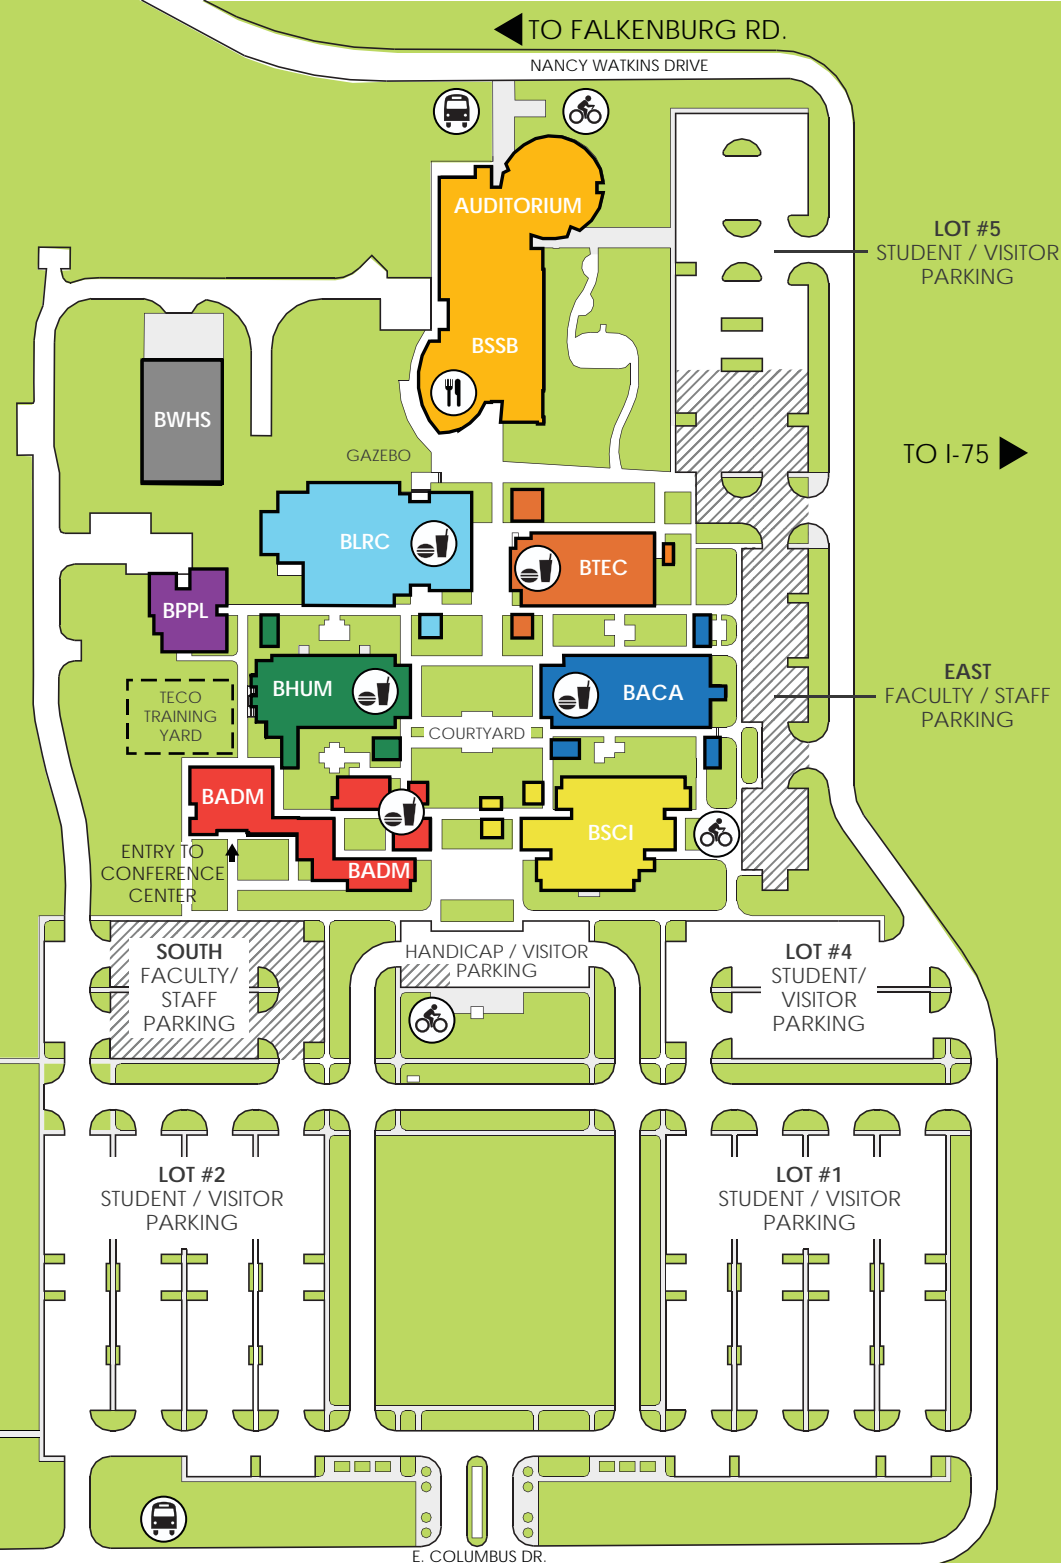 TO FALKENBURG RD.
NANCY WATKINS DRIVE
AUDITORIUM
LOT #5
STUDENT / VISITOR
PARKING
BSSB
BWHS
GAZEBO
TO I-75
BLRC
BTEC
BPPL
BHUM
BACA
EAST
FACULTY / STAFF
PARKING
TECO
TRAINING
YARD
COURTYARD
BADM
BSCI
ENTRY TO
CONFERENCE
CENTER
BADM
SOUTH
FACULTY/
STAFF
PARKING
HANDICAP / VISITOR
PARKING
LOT #4
STUDENT/
VISITOR
PARKING
LOT #2
STUDENT / VISITOR
PARKING
LOT #1
STUDENT / VISITOR
PARKING
E. COLUMBUS DR.